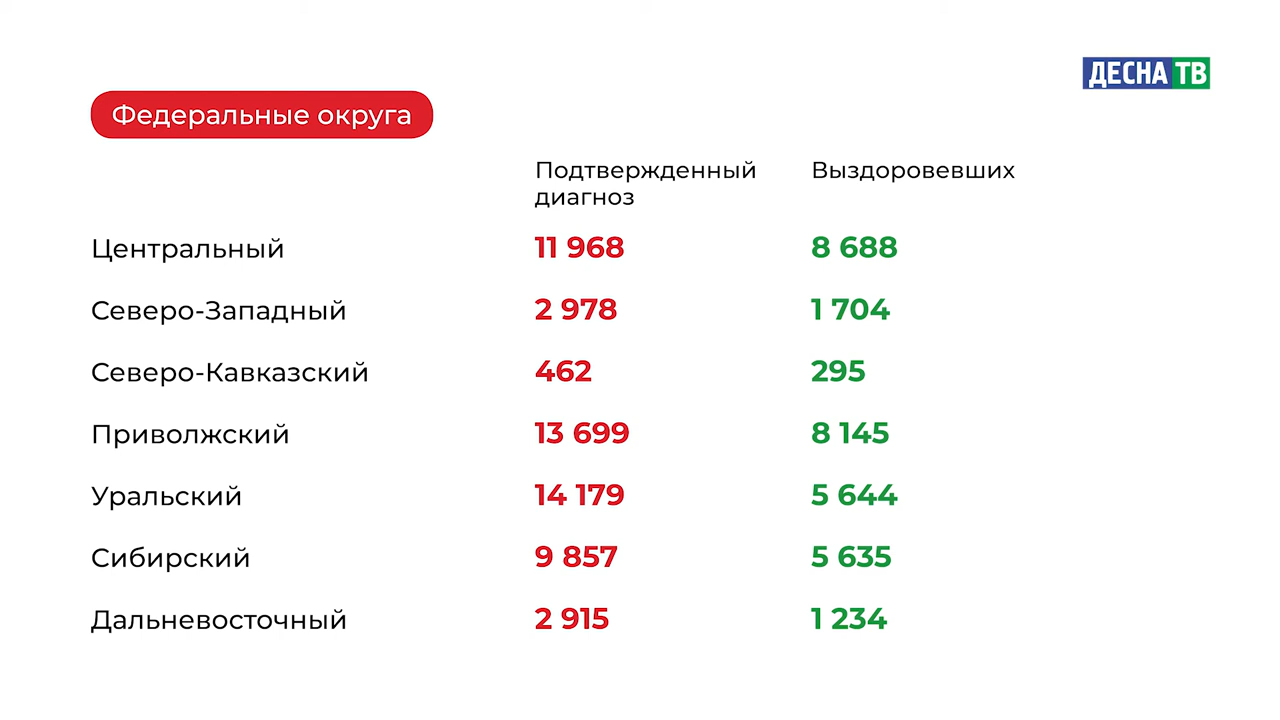 ДЕСНА ТВ
Федеральные округа
Подтвержденный Выздоровевших
диагноз
Центральный 11 968 8 688
Северо-Западный 2 978 1 704
Северо-Кавказский 462 295
Приволжский 13 699 8 145
Уральский 14 179 5 644
Сибирский 9 857 5 635
Дальневосточный 2 915 1 234